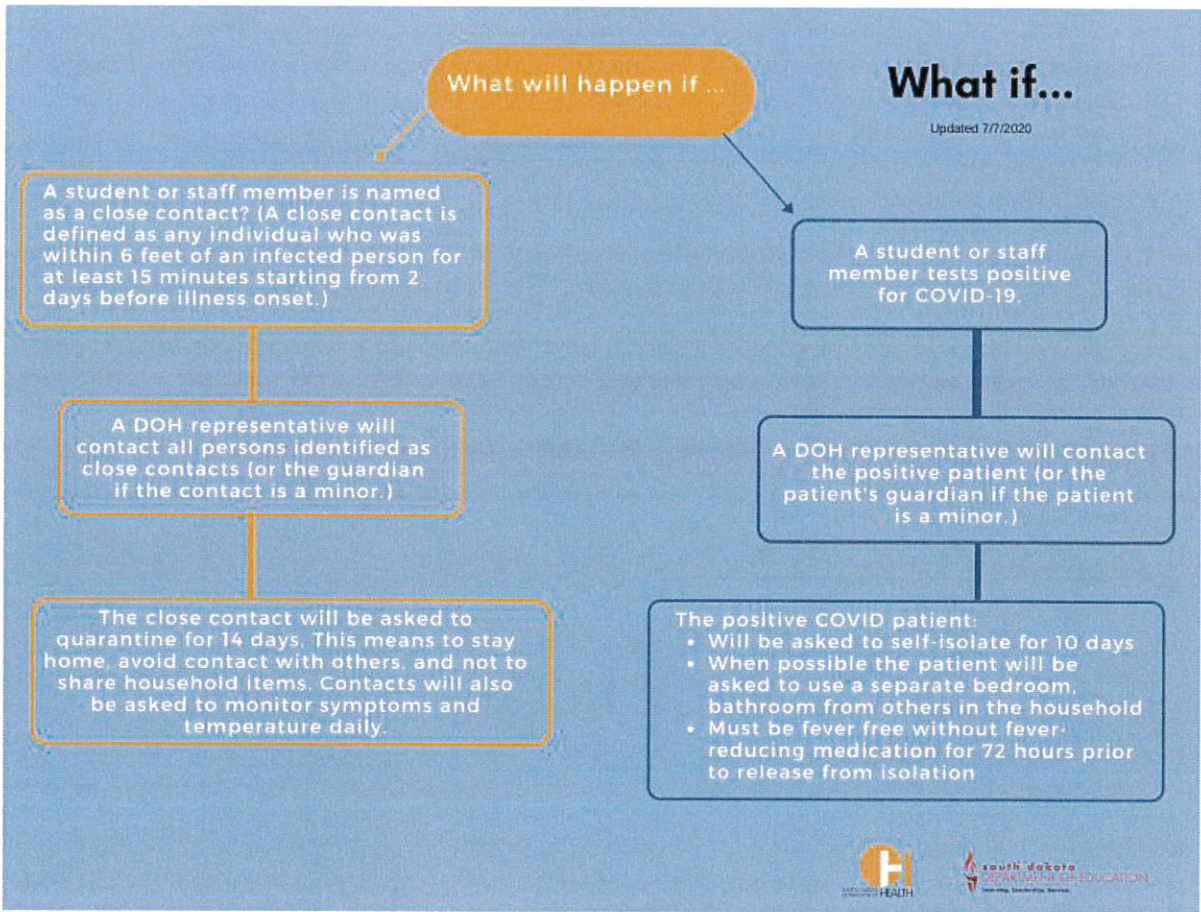 What will happen if ...
What if...
Updated 7/7/2020
A student or staff member is named
as a close contact? (A close contact is
defined as any individual who was
within 6 feet of an infected person for
at least 15 minutes starting from 2
days before illness onset.)
A DOH representative will
contact all persons identified as
close contacts (or the guardian
if the contact is a minor.)
The close contact will be asked to
quarantine for 14 days. This means to stay
home, avoid contact with others, and not to
share household items. Contacts will also
be asked to monitor symptoms and
temperature daily.
A student or staff
member tests positive
for COVID-19.
A DOH representative will contact
the positive patient (or the
patient's guardian if the patient
is a minor.)
The positive COVID patient:
• Will be asked to self-isolate for 10 days
• When possible the patient will be
asked to use a separate bedroom,
bathroom from others in the household
• Must be fever free without fever-
reducing medication for 72 hours prior
to release from isolation
HEALTH
south dakota
DEPARTMENT OF EDUCATION
Learning. Leadership. Service.